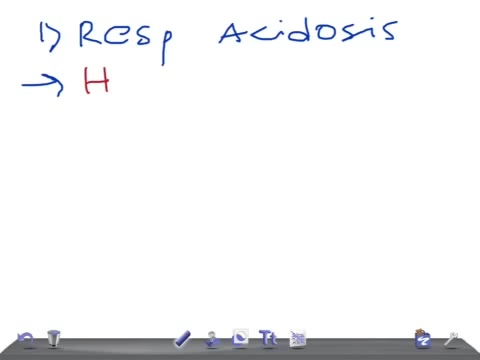 1) Resp Acidosis
→ H